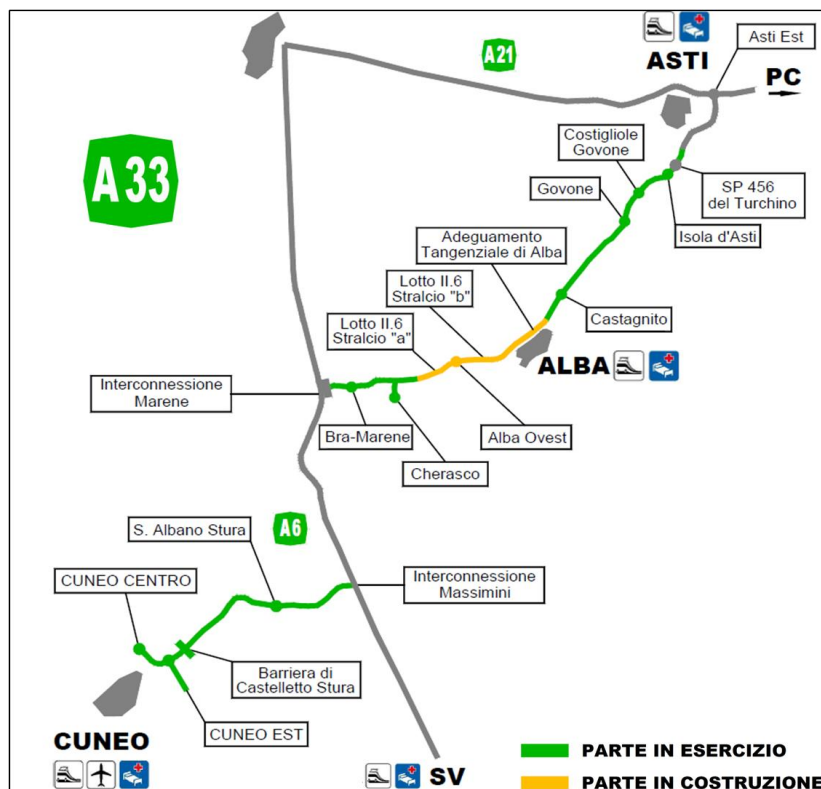 Asti Est
A21
ASTI
PC
Costigliole
Govone
A 33
Govone
SP 456
del Turchino
Adeguamento
Tangenziale di Alba
Isola d'Asti
Lotto II.6
Stralcio "b"
Lotto II.6
Stralcio "a"
Castagnito
ALBA
Interconnessione
Marene
Bra-Marene
Alba Ovest
Cherasco
S. Albano Stura
A6
CUNEO CENTRO
Interconnessione
Massimini
Barriera di
Castelletto Stura
CUNEO EST
CUNEO
SV
PARTE IN ESERCIZIO
PARTE IN COSTRUZIONE